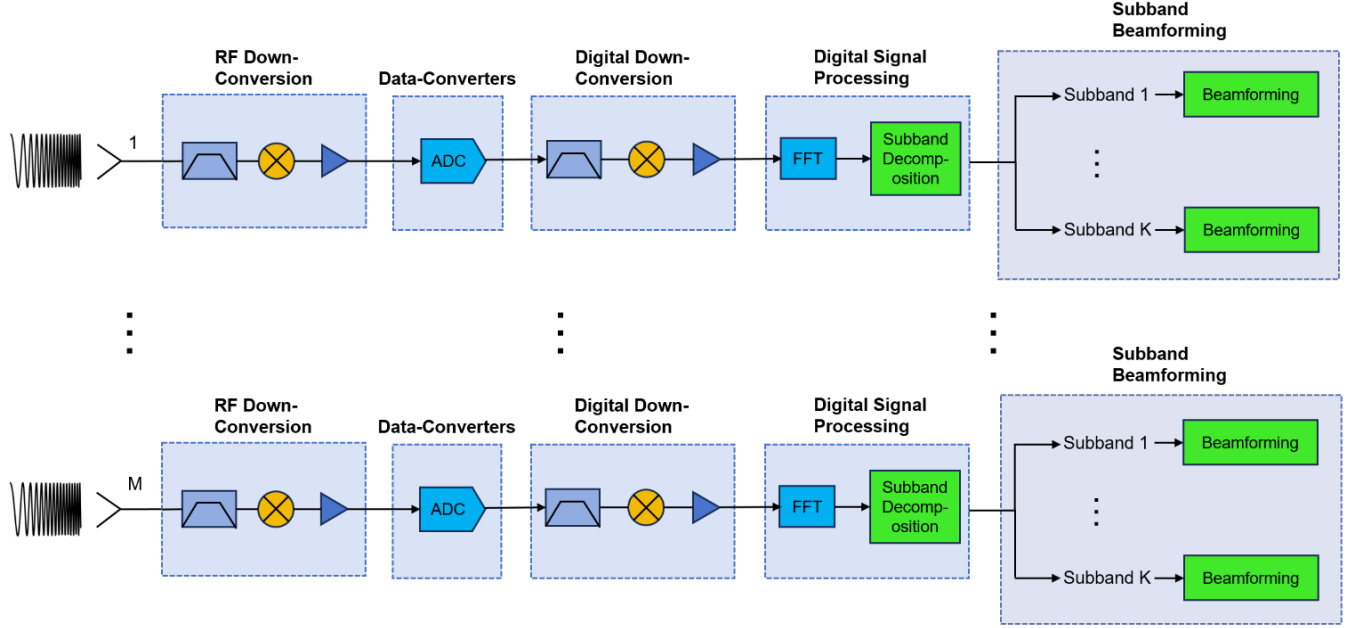 Subband
Beamforming
RF Down-
Conversion
Data-Converters
Digital Down-
Conversion
Digital Signal
Processing
1
ADC
FFT
Subband
Decomp-
osition
Subband 1
Beamforming
Subband K
Beamforming
Subband
Beamforming
RF Down-
Conversion
Data-Converters
Digital Down-
Conversion
Digital Signal
Processing
M
ADC
FFT
Subband
Decomp-
osition
Subband 1
Beamforming
Subband K
Beamforming